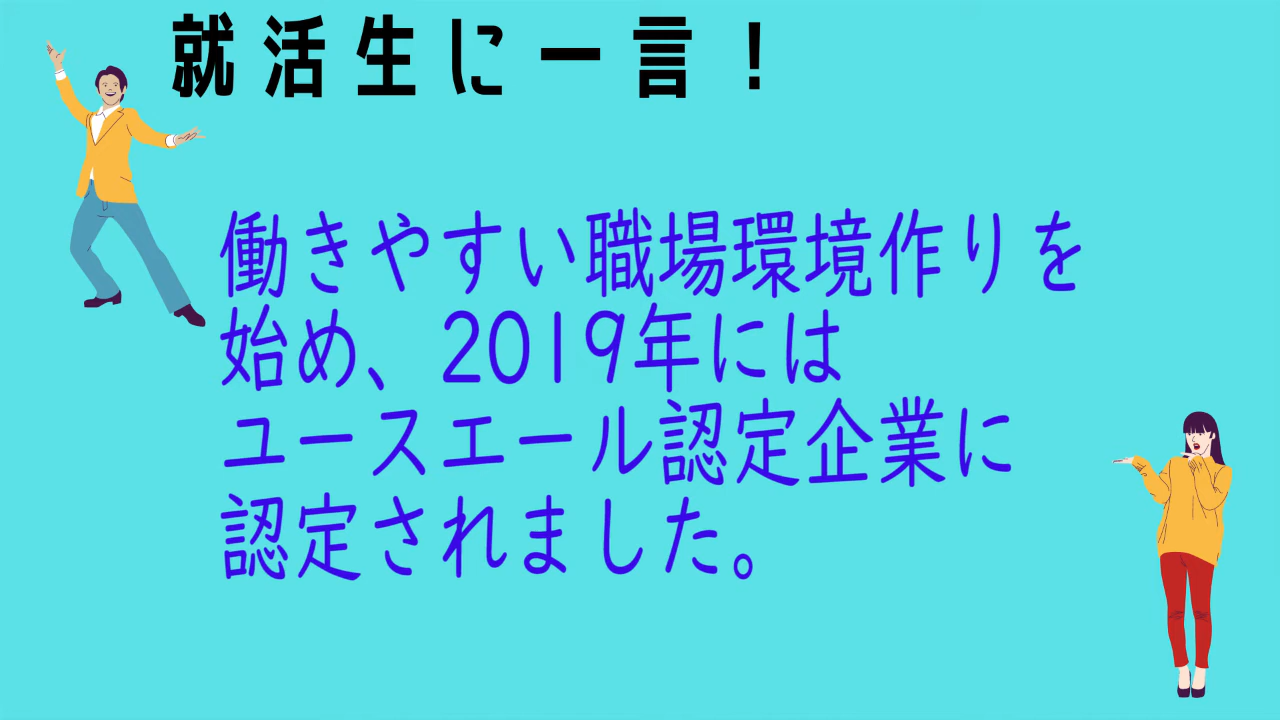 就活生に一言！
働きやすい職場環境作りを
始め、2019年には
ユースエール認定企業に
認定されました。